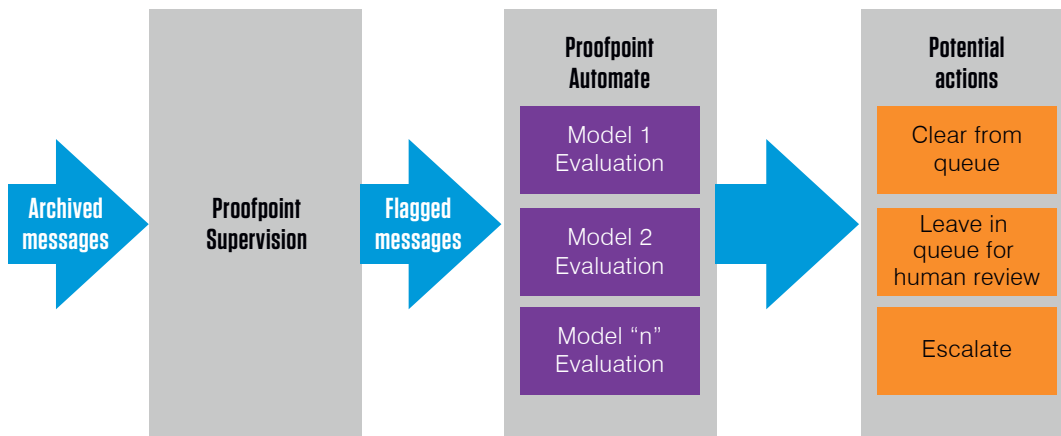 Archived
messages
Proofpoint
Supervision
Flagged
messages
Proofpoint
Automate
Model 1
Evaluation
Model 2
Evaluation
Model “n”
Evaluation
Potential
actions
Clear from
queue
Leave in
queue for
human review
Escalate